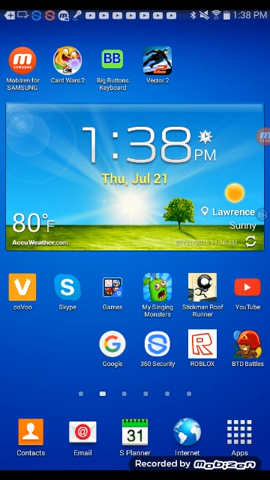 1:38 PM
Mobizen for SAMSUNG
Card Wars 2
BB
Big Buttons Keyboard
Vector 2
1:38 PM
Thu, Jul 21
80°F
Lawrence
Sunny
AccuWeather.com
ooVoo
Skype
Games
My Singing Monsters
Stickman Roof Runner
YouTube
Google
360 Security
ROBLOX
BTD Battles
31
Contacts
Email
S Planner
Internet
Apps
Recorded by mobizen